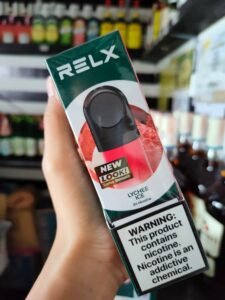 RELX
NEW
LOOK!
LYCHEE
ICE
WARNING:
This product
contains
nicotine.
Nicotine is an
addictive
chemical.